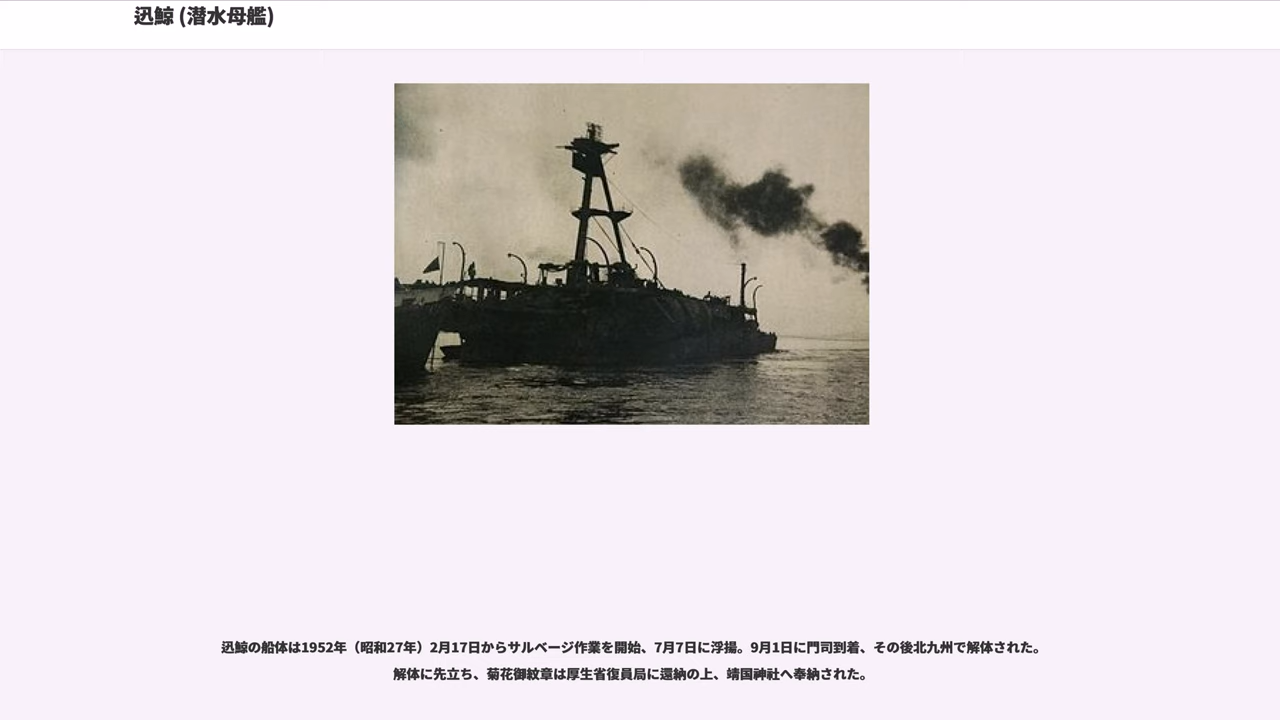 迅鯨 (潜水母艦)
迅鯨の船体は1952年（昭和27年）2月17日からサルベージ作業を開始、7月7日に浮揚。9月1日に門司到着、その後北九州で解体された。
解体に先立ち、菊花御紋章は厚生省復員局に還納の上、靖国神社へ奉納された。